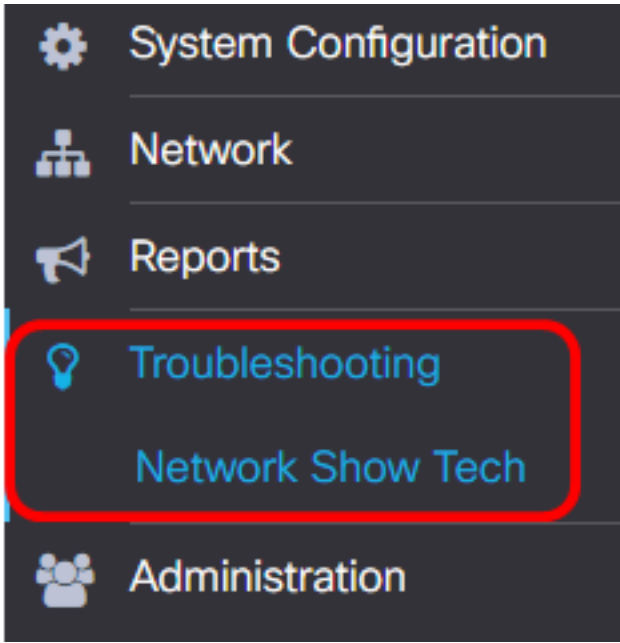 System Configuration
Network
Reports
Troubleshooting
Network Show Tech
Administration